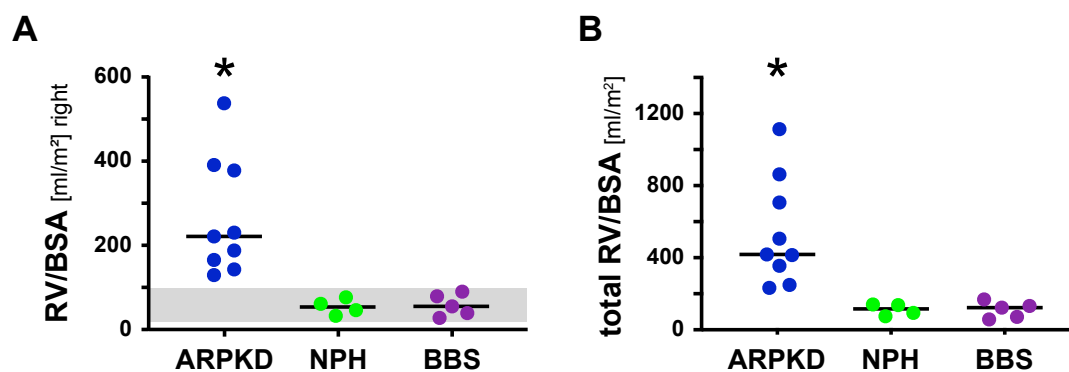 A
RV/BSA [ml/m²] right
*
600
400
200
0
ARPKD NPH BBS
B
total RV/BSA [ml/m²]
*
1200
800
400
0
ARPKD NPH BBS